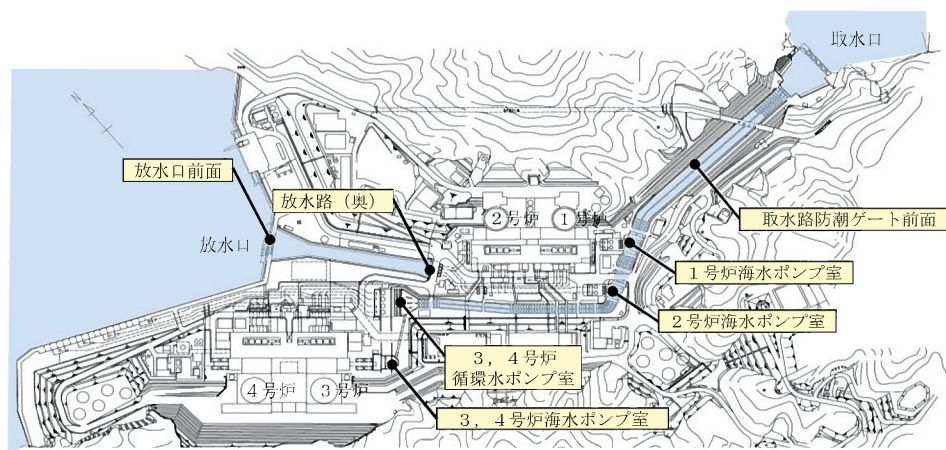 取水口
放水口前面
放水路（奥）
２号炉
１号炉
取水路防潮ゲート前面
放水口
１号炉海水ポンプ室
２号炉海水ポンプ室
３，４号炉
循環水ポンプ室
４号炉
３号炉
３，４号炉海水ポンプ室